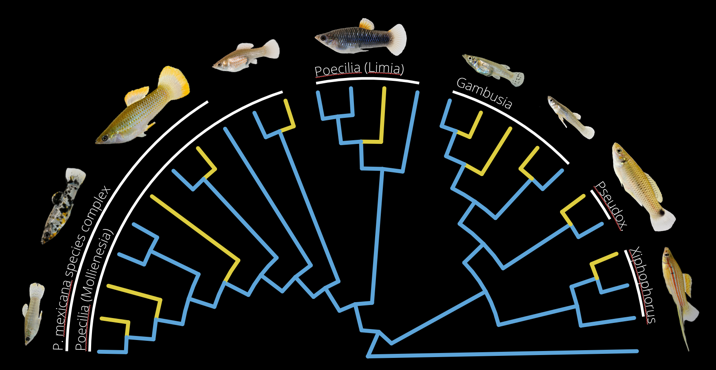 P. mexicana species complex
Poecilia (Mollienesia)
Poecilia (Limia)
Gambusia
Pseudox.
Xiphophorus